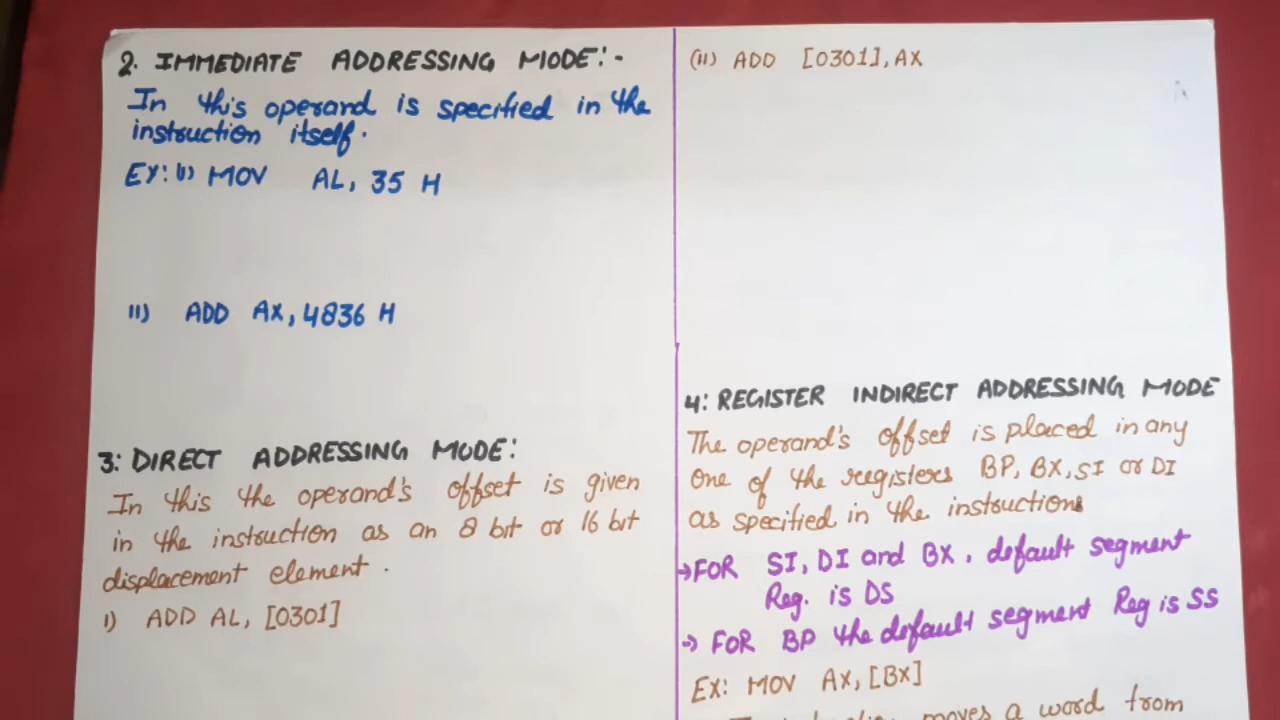 2. IMMEDIATE ADDRESSING MODE:-
In this operand is specified in the
instruction itself.
EX: i) MOV AL, 35 H
ii) ADD AX, 4836 H
3: DIRECT ADDRESSING MODE:
In this the operand's offset is given
in the instruction as an 8 bit or 16 bit
displacement element.
i) ADD AL, [0301]
(ii) ADD [0301], AX
4: REGISTER INDIRECT ADDRESSING MODE
The operand's offset is placed in any
one of the registers BP, BX, SI or DI
as specified in the instructions
→FOR SI, DI and BX, default segment
Reg. is DS
→ FOR BP the default segment Reg is SS
EX: MOV AX, [BX]
moves a word from